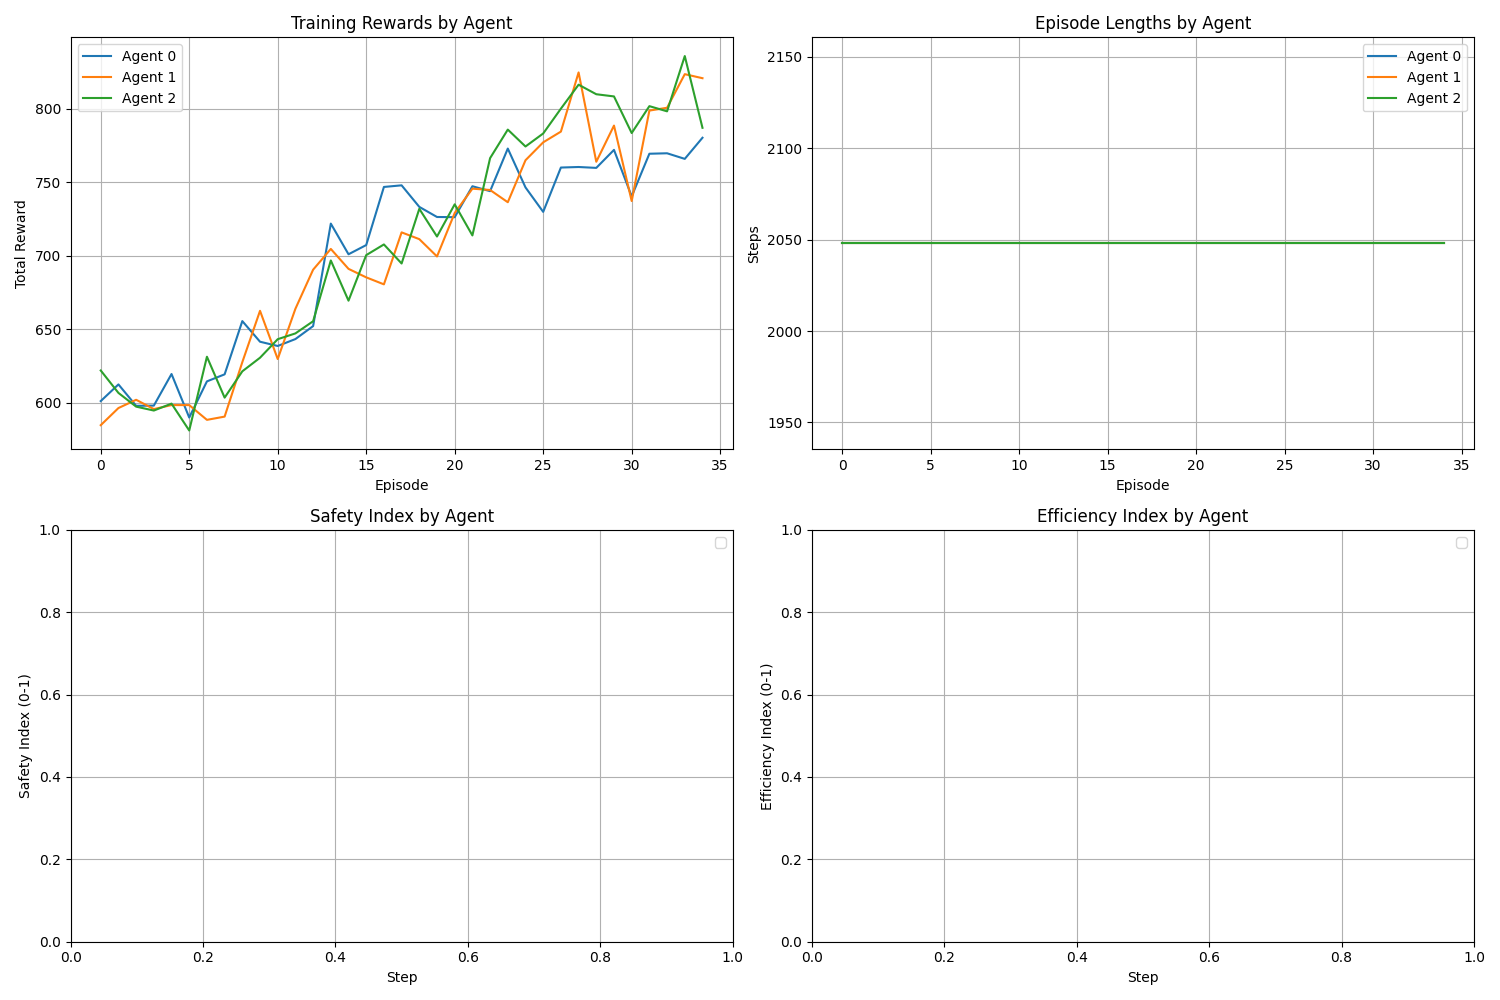 Training Rewards by Agent
Agent 0
Agent 1
Agent 2
800
750
700
650
600
Total Reward
0 5 10 15 20 25 30 35
Episode
Episode Lengths by Agent
Agent 0
Agent 1
Agent 2
2150
2100
2050
2000
1950
Steps
0 5 10 15 20 25 30 35
Episode
Safety Index by Agent
1.0
0.8
0.6
0.4
0.2
0.0
Safety Index (0-1)
0.0 0.2 0.4 0.6 0.8 1.0
Step
Efficiency Index by Agent
1.0
0.8
0.6
0.4
0.2
0.0
Efficiency Index (0-1)
0.0 0.2 0.4 0.6 0.8 1.0
Step